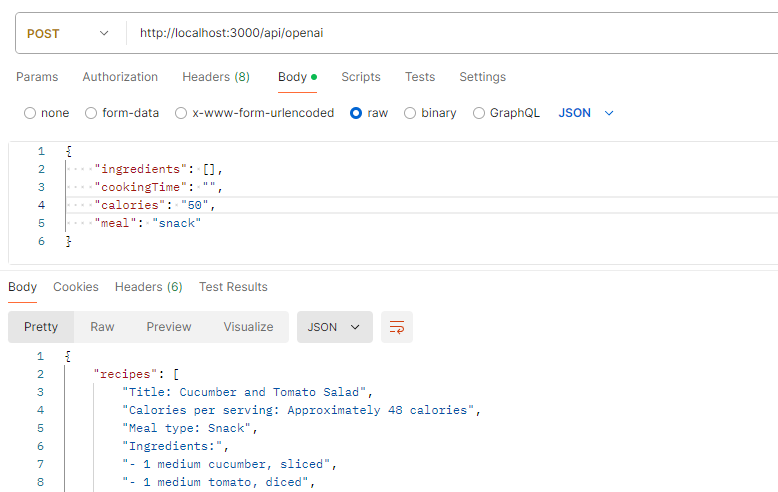 POST http://localhost:3000/api/openai
Params Authorization Headers (8) Body Scripts Tests Settings
none form-data x-www-form-urlencoded raw binary GraphQL JSON
1 {
2 "ingredients": [],
3 "cookingTime": "",
4 "calories": "50",
5 "meal": "snack"
6 }
Body Cookies Headers (6) Test Results
Pretty Raw Preview Visualize JSON
1 {
2 "recipes": [
3 "Title: Cucumber and Tomato Salad",
4 "Calories per serving: Approximately 48 calories",
5 "Meal type: Snack",
6 "Ingredients:",
7 "- 1 medium cucumber, sliced",
8 "- 1 medium tomato, diced",